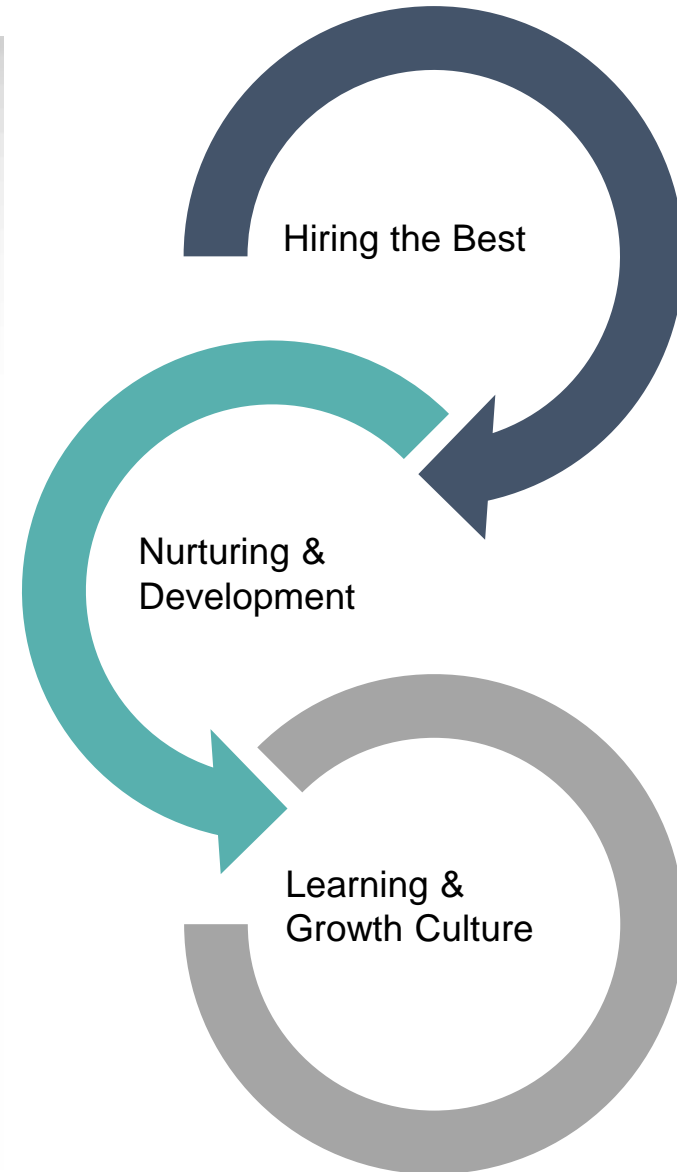 Hiring the Best
Nurturing &
Development
Learning &
Growth Culture